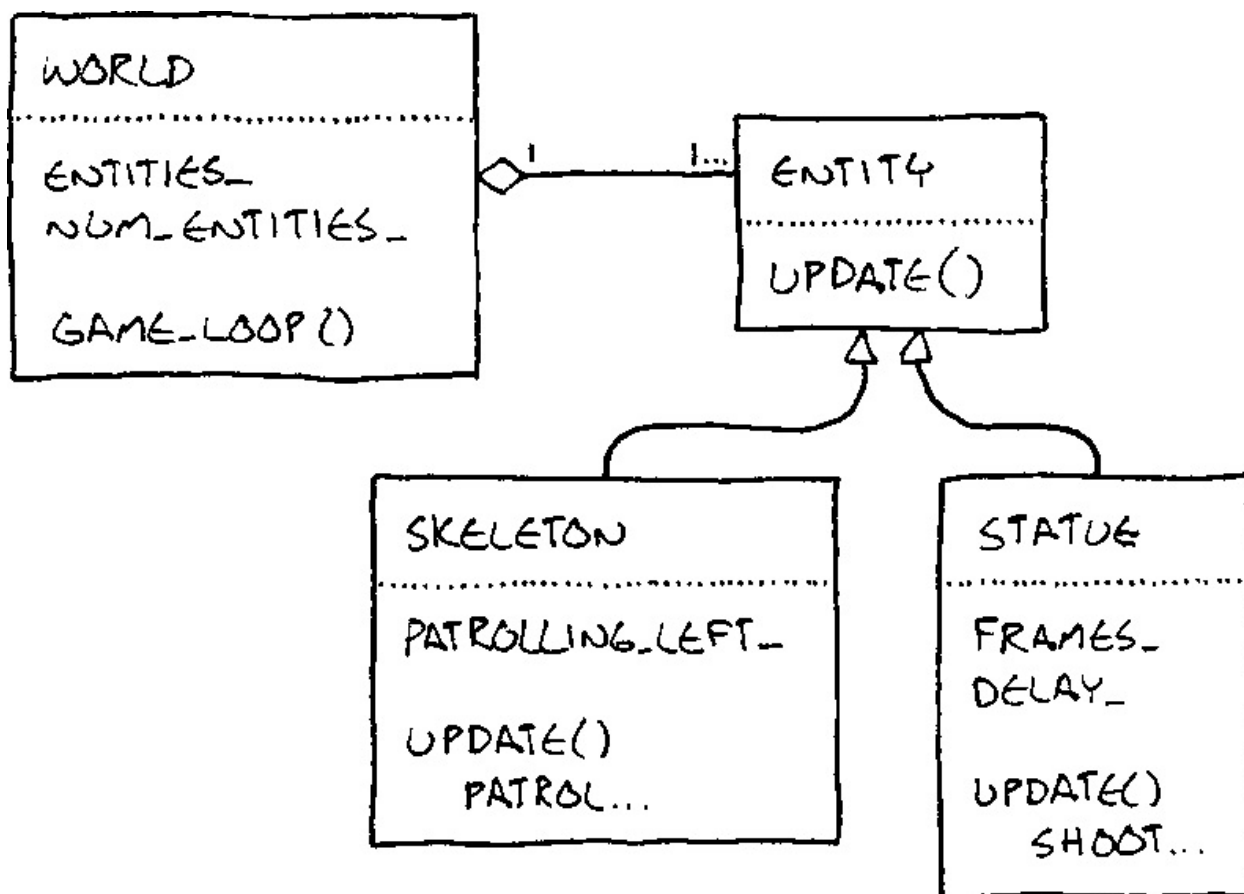 WORLD
ENTITIES_
NUM_ENTITIES_
GAME_LOOP()
1
1...
ENTITY
UPDATE()
SKELETON
PATROLLING_LEFT_
UPDATE()
PATROL...
STATUE
FRAMES_
DELAY_
UPDATE()
SHOOT...